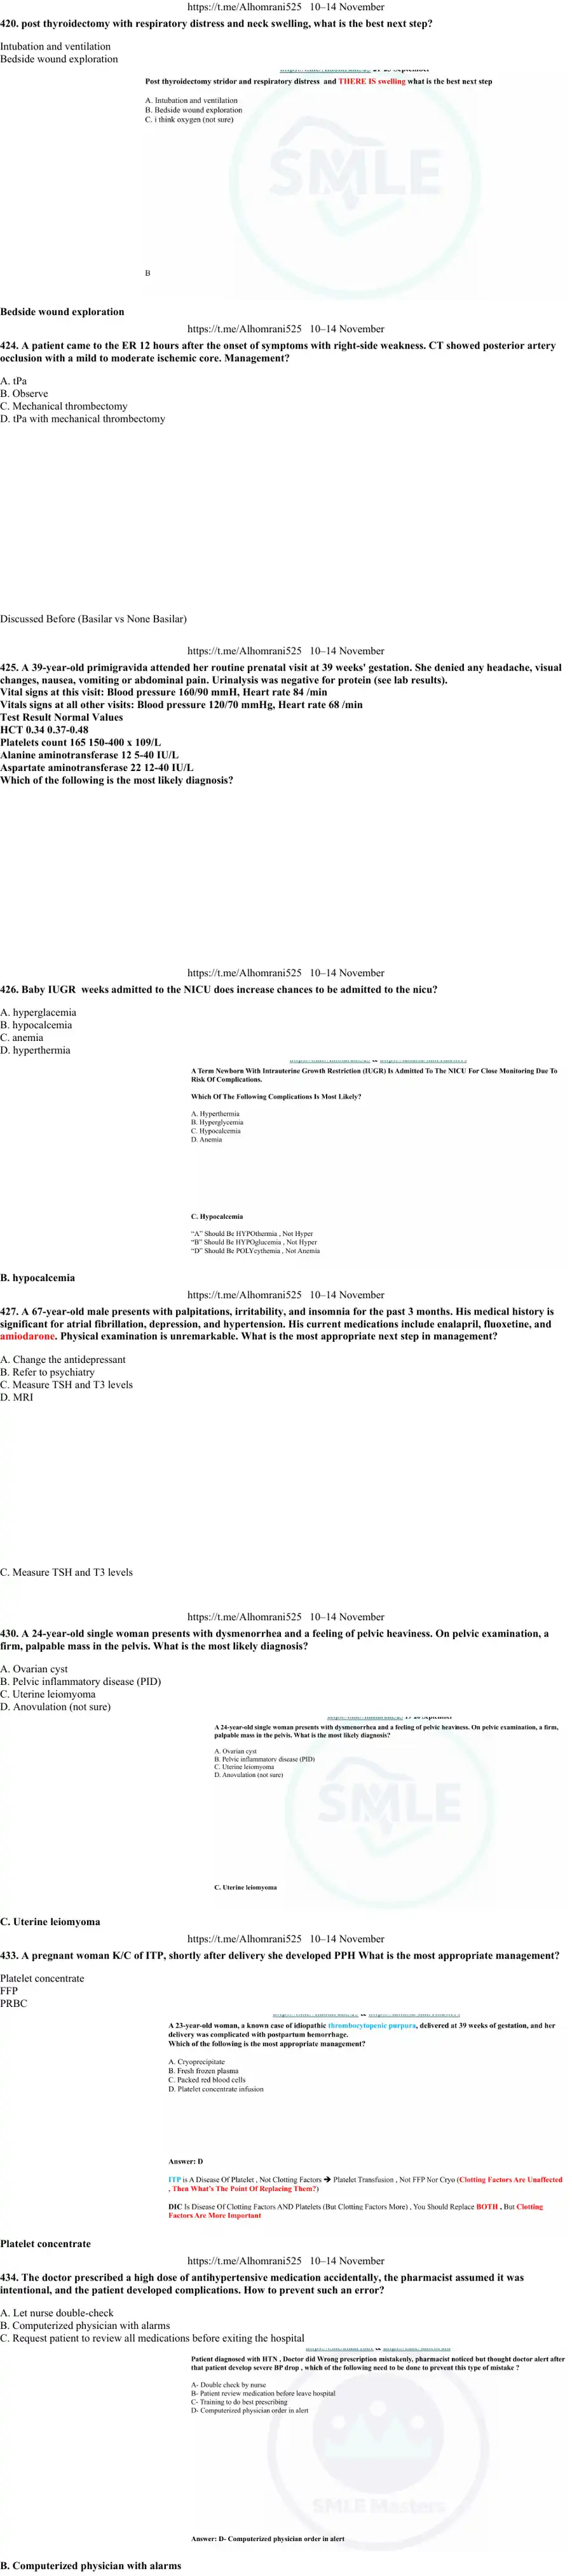 https://t.me/Alhomrani525 10–14 November
420. post thyroidectomy with respiratory distress and neck swelling, what is the best next step?
Intubation and ventilation
Bedside wound exploration
Post thyroidectomy stridor and respiratory distress and THERE IS swelling what is the best next step
A. Intubation and ventilation
B. Bedside wound exploration
C. i think oxygen (not sure)
SMLE
B
Bedside wound exploration
https://t.me/Alhomrani525 10–14 November
424. A patient came to the ER 12 hours after the onset of symptoms with right-side weakness. CT showed posterior artery
occlusion with a mild to moderate ischemic core. Management?
A. tPa
B. Observe
C. Mechanical thrombectomy
D. tPa with mechanical thrombectomy
Discussed Before (Basilar vs None Basilar)
https://t.me/Alhomrani525 10–14 November
425. A 39-year-old primigravida attended her routine prenatal visit at 39 weeks' gestation. She denied any headache, visual
changes, nausea, vomiting or abdominal pain. Urinalysis was negative for protein (see lab results).
Vital signs at this visit: Blood pressure 160/90 mmH, Heart rate 84 /min
Vitals signs at all other visits: Blood pressure 120/70 mmHg, Heart rate 68 /min
Test Result Normal Values
HCT 0.34 0.37-0.48
Platelets count 165 150-400 x 109/L
Alanine aminotransferase 12 5-40 IU/L
Aspartate aminotransferase 22 12-40 IU/L
Which of the following is the most likely diagnosis?
https://t.me/Alhomrani525 10–14 November
426. Baby IUGR weeks admitted to the NICU does increase chances to be admitted to the nicu?
A. hyperglacemia
B. hypocalcemia
C. anemia
D. hyperthermia
A Term Newborn With Intrauterine Growth Restriction (IUGR) Is Admitted To The NICU For Close Monitoring Due To
Risk Of Complications.
Which Of The Following Complications Is Most Likely?
A. Hyperthermia
B. Hyperglycemia
C. Hypocalcemia
D. Anemia
C. Hypocalcemia
“A” Should Be HYPOthermia , Not Hyper
“B” Should Be HYPOglucemia , Not Hyper
“D” Should Be POLYcythemia , Not Anemia
B. hypocalcemia
https://t.me/Alhomrani525 10–14 November
427. A 67-year-old male presents with palpitations, irritability, and insomnia for the past 3 months. His medical history is
significant for atrial fibrillation, depression, and hypertension. His current medications include enalapril, fluoxetine, and
amiodarone. Physical examination is unremarkable. What is the most appropriate next step in management?
A. Change the antidepressant
B. Refer to psychiatry
C. Measure TSH and T3 levels
D. MRI
C. Measure TSH and T3 levels
https://t.me/Alhomrani525 10–14 November
430. A 24-year-old single woman presents with dysmenorrhea and a feeling of pelvic heaviness. On pelvic examination, a
firm, palpable mass in the pelvis. What is the most likely diagnosis?
A. Ovarian cyst
B. Pelvic inflammatory disease (PID)
C. Uterine leiomyoma
D. Anovulation (not sure)
A 24-year-old single woman presents with dysmenorrhea and a feeling of pelvic heaviness. On pelvic examination, a firm,
palpable mass in the pelvis. What is the most likely diagnosis?
A. Ovarian cyst
B. Pelvic inflammatory disease (PID)
C. Uterine leiomyoma
D. Anovulation (not sure)
SMLE
C. Uterine leiomyoma
C. Uterine leiomyoma
https://t.me/Alhomrani525 10–14 November
433. A pregnant woman K/C of ITP, shortly after delivery she developed PPH What is the most appropriate management?
Platelet concentrate
FFP
PRBC
A 23-year-old woman, a known case of idiopathic thrombocytopenic purpura, delivered at 39 weeks of gestation, and her
delivery was complicated with postpartum hemorrhage.
Which of the following is the most appropriate management?
A. Cryoprecipitate
B. Fresh frozen plasma
C. Packed red blood cells
D. Platelet concentrate infusion
Answer: D
ITP is A Disease Of Platelet , Not Clotting Factors ➔ Platelet Transfusion , Not FFP Nor Cryo (Clotting Factors Are Unaffected
, Then What's The Point Of Replacing Them?)
DIC Is Disease Of Clotting Factors AND Platelets (But Clotting Factors More) , You Should Replace BOTH , But Clotting
Factors Are More Important
Platelet concentrate
https://t.me/Alhomrani525 10–14 November
434. The doctor prescribed a high dose of antihypertensive medication accidentally, the pharmacist assumed it was
intentional, and the patient developed complications. How to prevent such an error?
A. Let nurse double-check
B. Computerized physician with alarms
C. Request patient to review all medications before exiting the hospital
Patient diagnosed with HTN , Doctor did Wrong prescription mistakenly, pharmacist noticed but thought doctor alert after
that patient develop severe BP drop , which of the following need to be done to prevent this type of mistake ?
A- Double check by nurse
B- Patient review medication before leave hospital
C- Training to do best prescribing
D- Computerized physician order in alert
SMLE Masters
Answer: D- Computerized physician order in alert
B. Computerized physician with alarms